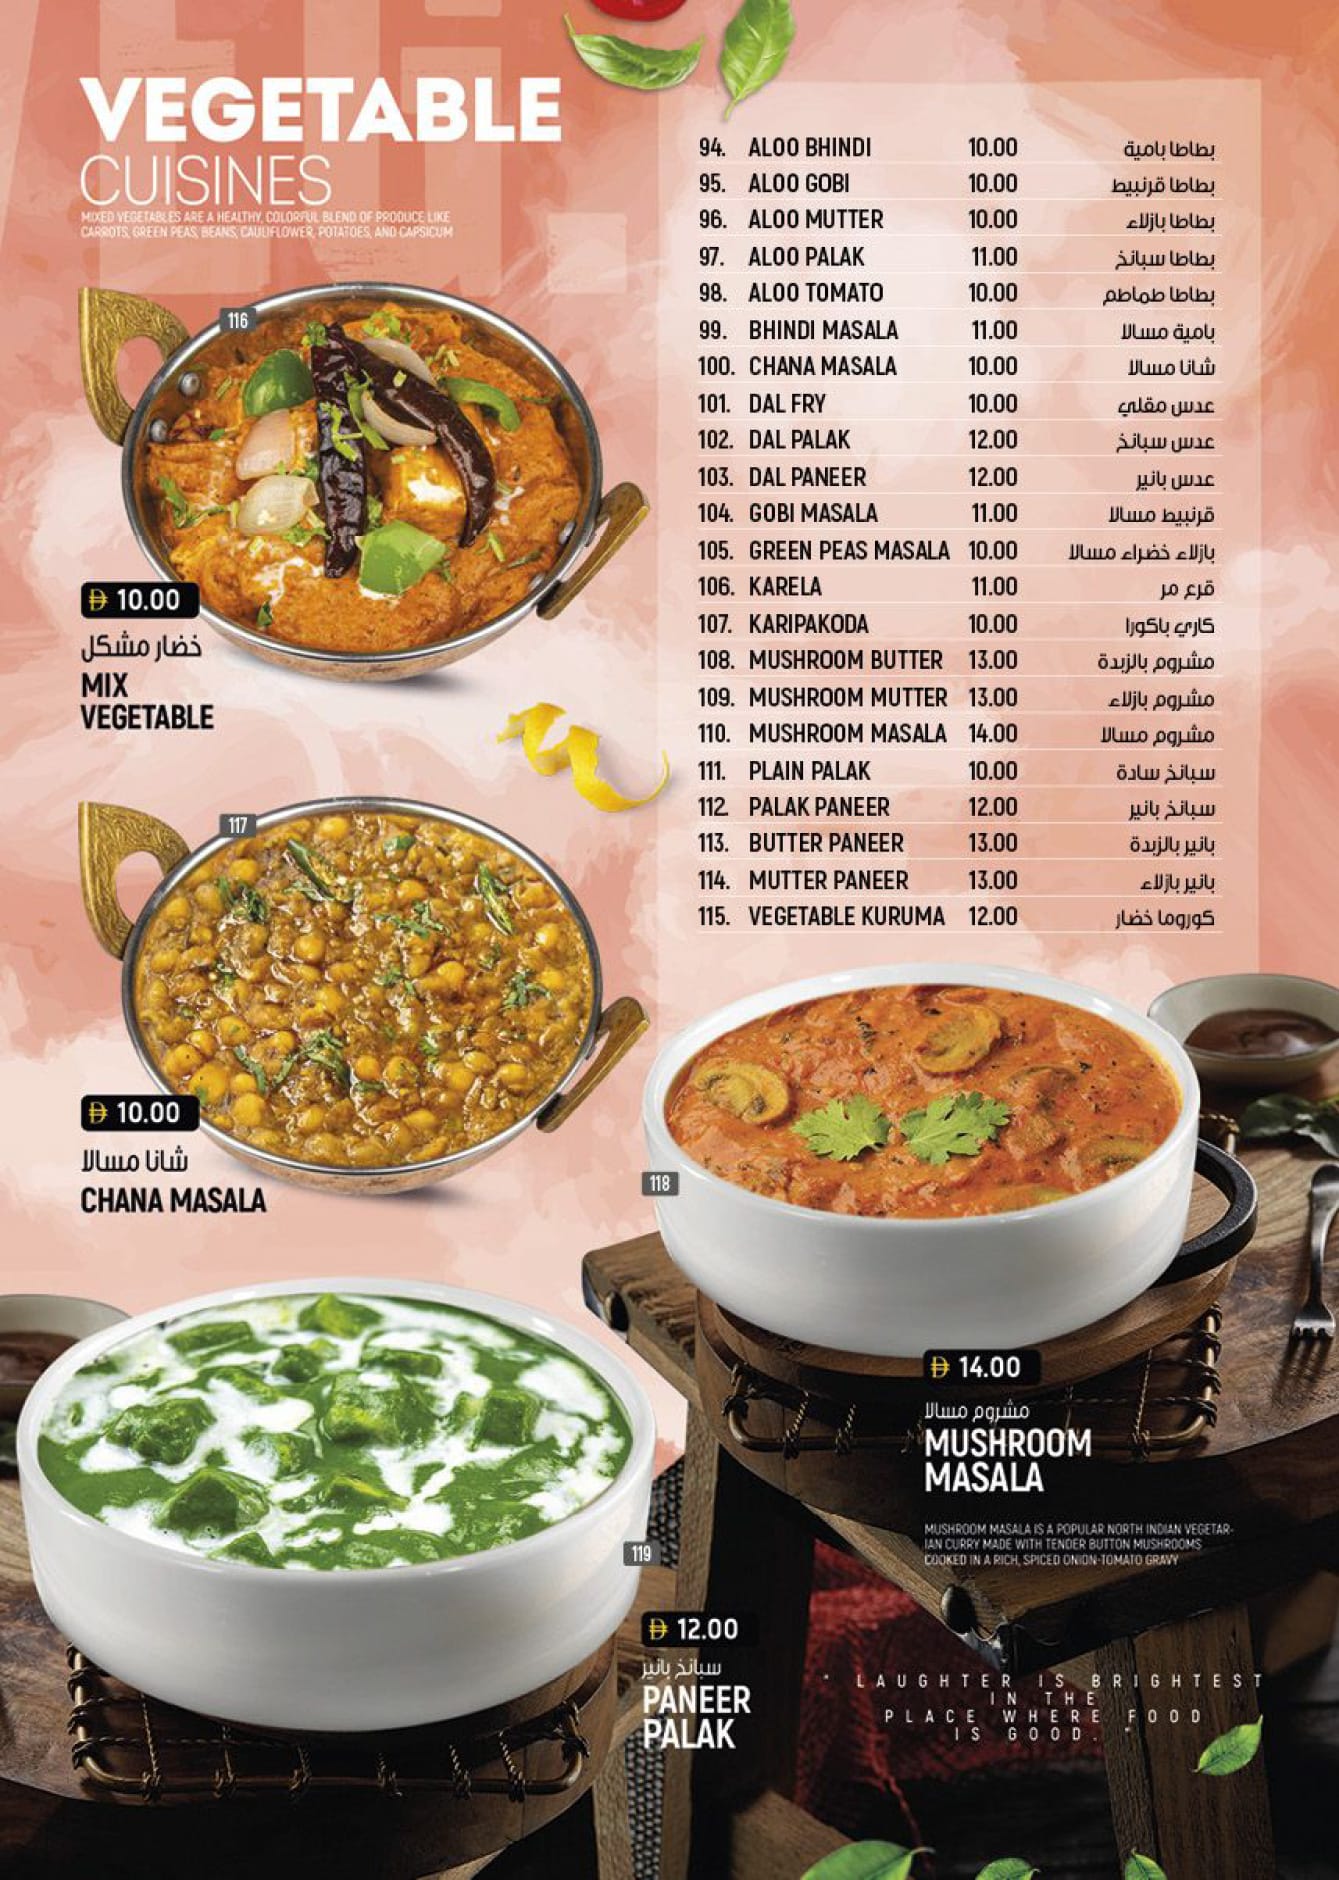 VEGETABLE
CUISINES
MIXED VEGETABLES ARE A HEALTHY, COLORFUL BLEND OF PRODUCE LIKE
CARROTS, GREEN PEAS, BEANS, CAULIFLOWER, POTATOES, AND CAPSICUM
94. ALOO BHINDI 10.00 بطاطا بامية
95. ALOO GOBI 10.00 بطاطا قرنبيط
96. ALOO MUTTER 10.00 بطاطا بازلاء
97. ALOO PALAK 11.00 بطاطا سبانخ
98. ALOO TOMATO 10.00 بطاطا طماطم
99. BHINDI MASALA 11.00 بامية مسالا
100. CHANA MASALA 10.00 شانا مسالا
101. DAL FRY 10.00 عدس مقلي
102. DAL PALAK 12.00 عدس سبانخ
103. DAL PANEER 12.00 عدس بانير
104. GOBI MASALA 11.00 قرنبيط مسالا
105. GREEN PEAS MASALA 10.00 بازلاء خضراء مسالا
106. KARELA 11.00 قرع مر
107. KARIPAKODA 10.00 كاري باكورا
108. MUSHROOM BUTTER 13.00 مشروم بالزبدة
109. MUSHROOM MUTTER 13.00 مشروم بازلاء
110. MUSHROOM MASALA 14.00 مشروم مسالا
111. PLAIN PALAK 10.00 سبانخ سادة
112. PALAK PANEER 12.00 سبانخ بانير
113. BUTTER PANEER 13.00 بانير بالزبدة
114. MUTTER PANEER 13.00 بانير بازلاء
115. VEGETABLE KURUMA 12.00 كوروما خضار
116
10.00
خضار مشكل
MIX
VEGETABLE
117
10.00
شانا مسالا
CHANA MASALA
118
14.00
مشروم مسالا
MUSHROOM
MASALA
MUSHROOM MASALA IS A POPULAR NORTH INDIAN VEGETAR-
IAN CURRY MADE WITH TENDER BUTTON MUSHROOMS
COOKED IN A RICH, SPICED ONION-TOMATO GRAVY
119
12.00
سبانخ بانير
PANEER
PALAK
" LAUGHTER IS BRIGHTEST
IN THE
PLACE WHERE FOOD
IS GOOD. "